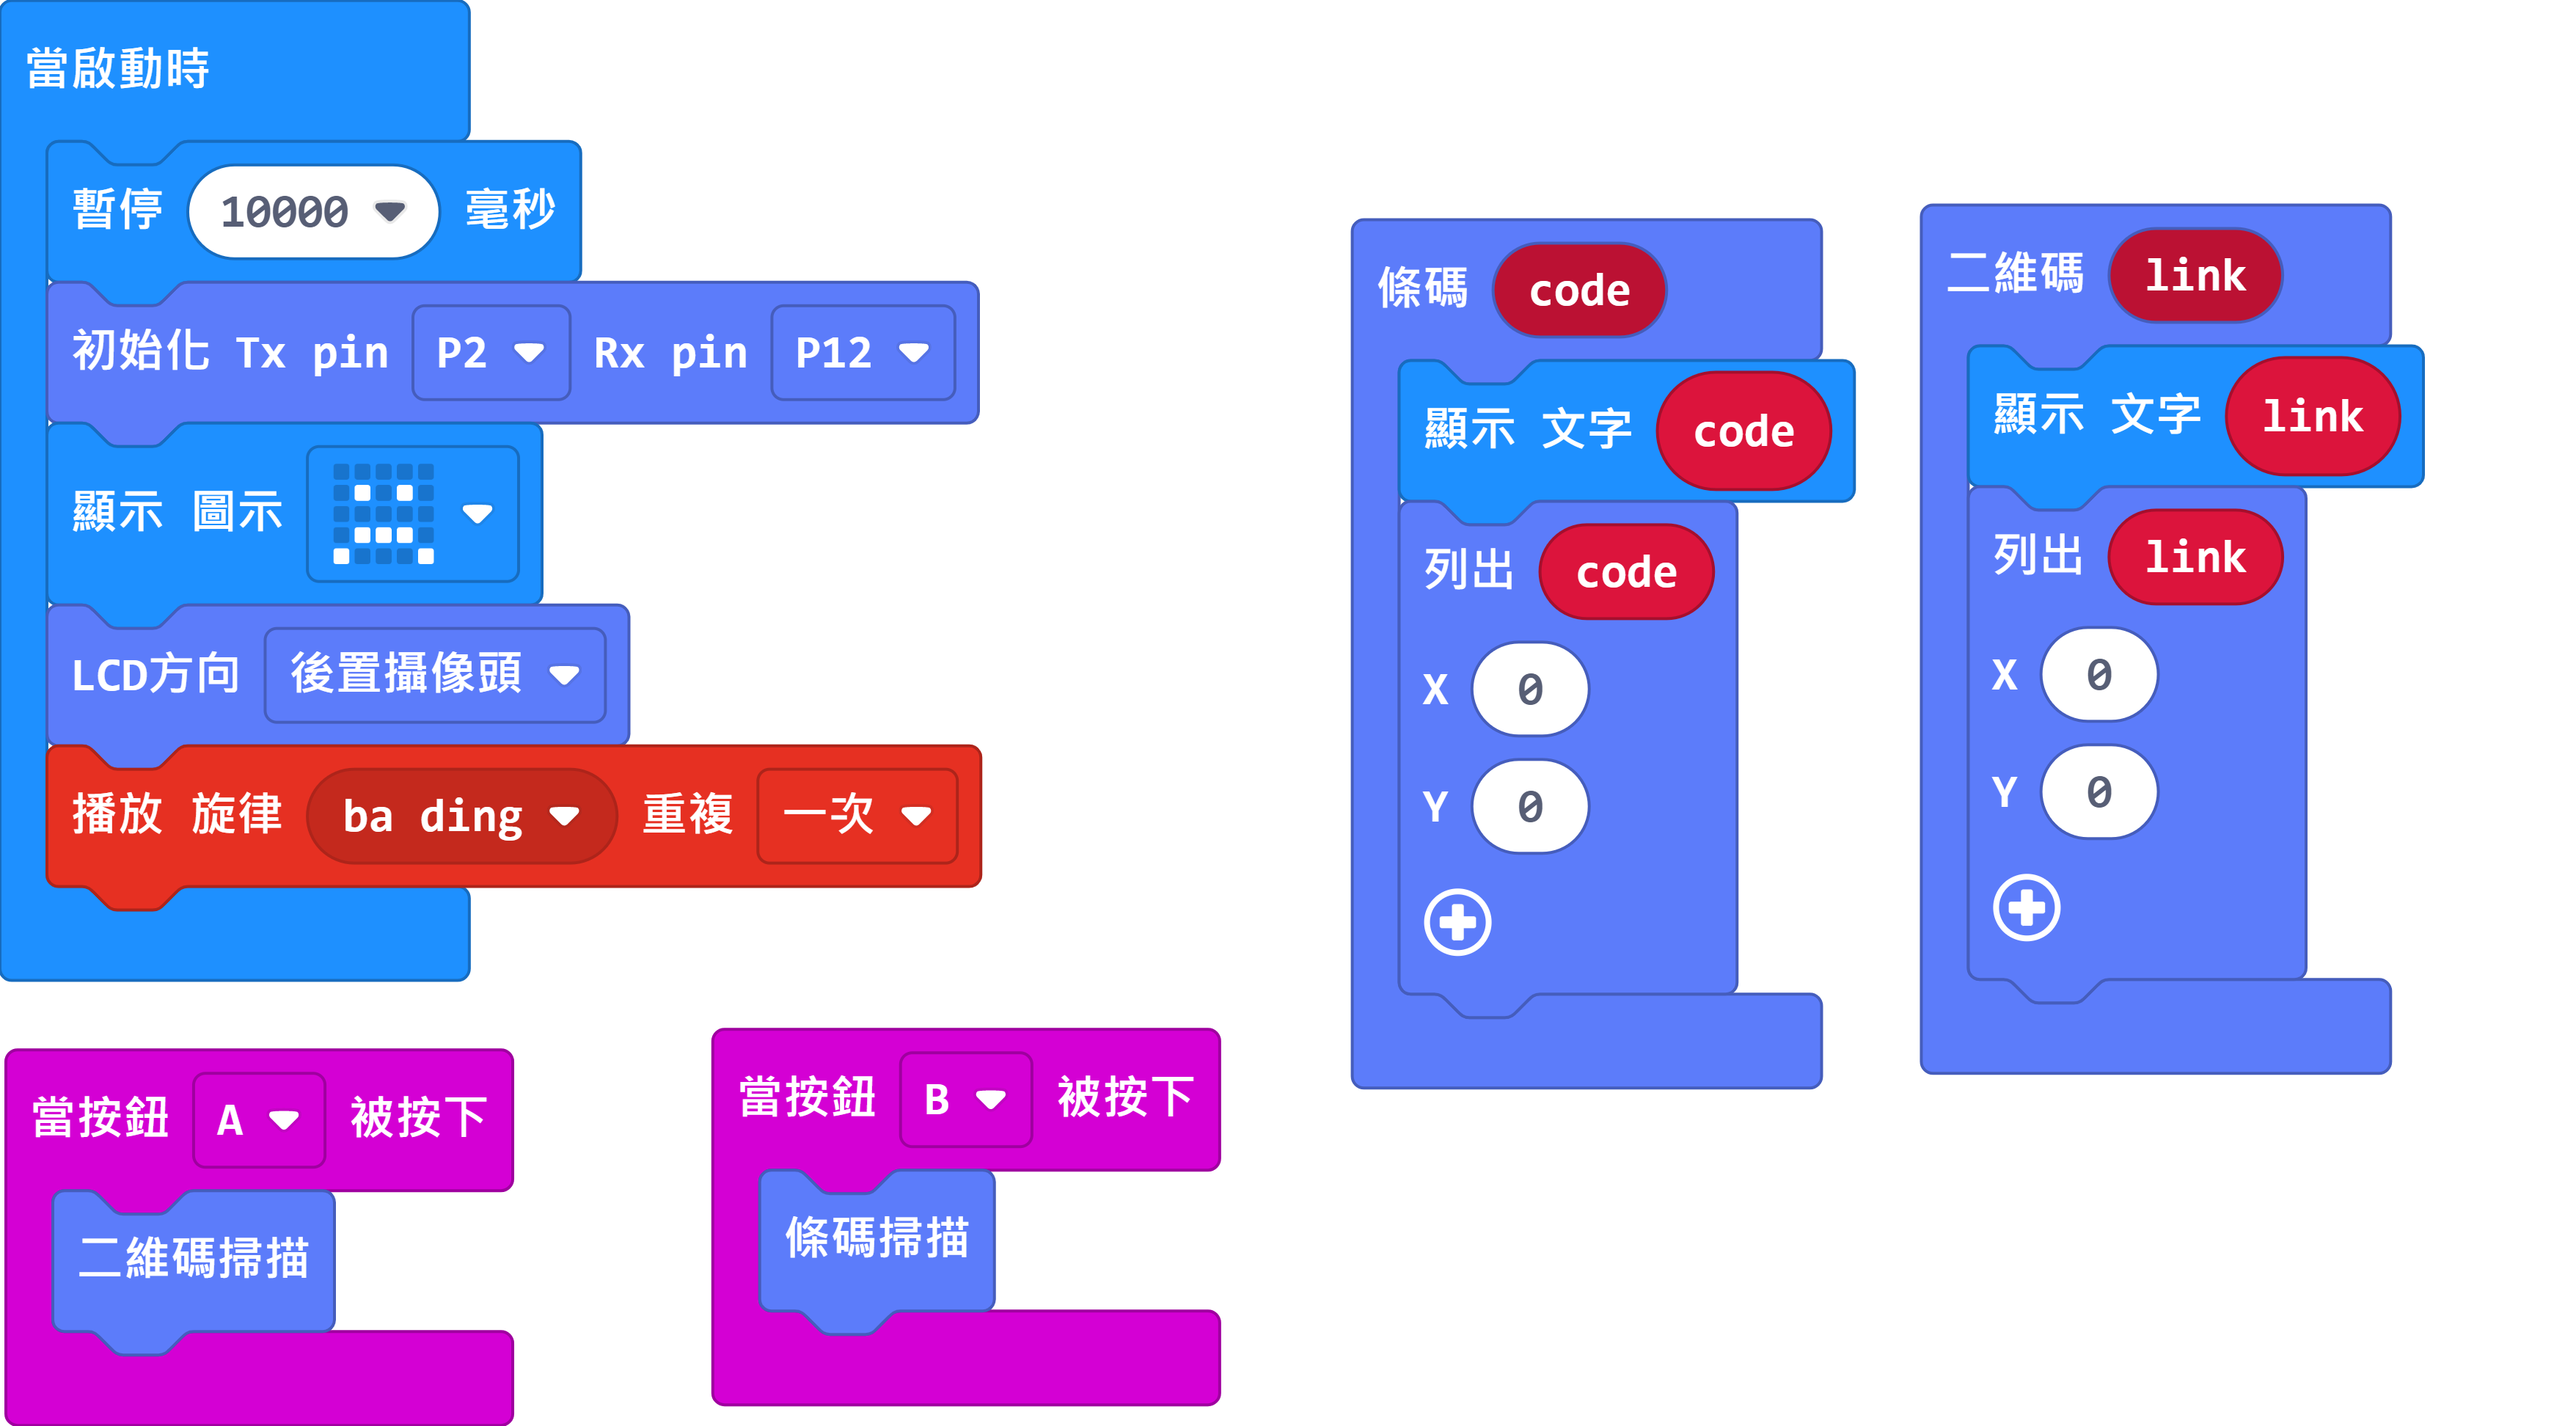 當啟動時
暫停 10000 毫秒
初始化 Tx pin P2 Rx pin P12
顯示 圖示
LCD方向 後置攝像頭
播放 旋律 ba ding 重複 一次
當按鈕 A 被按下
二維碼掃描
當按鈕 B 被按下
條碼掃描
條碼 code
顯示 文字 code
列出 code
X 0
Y 0
二維碼 link
顯示 文字 link
列出 link
X 0
Y 0